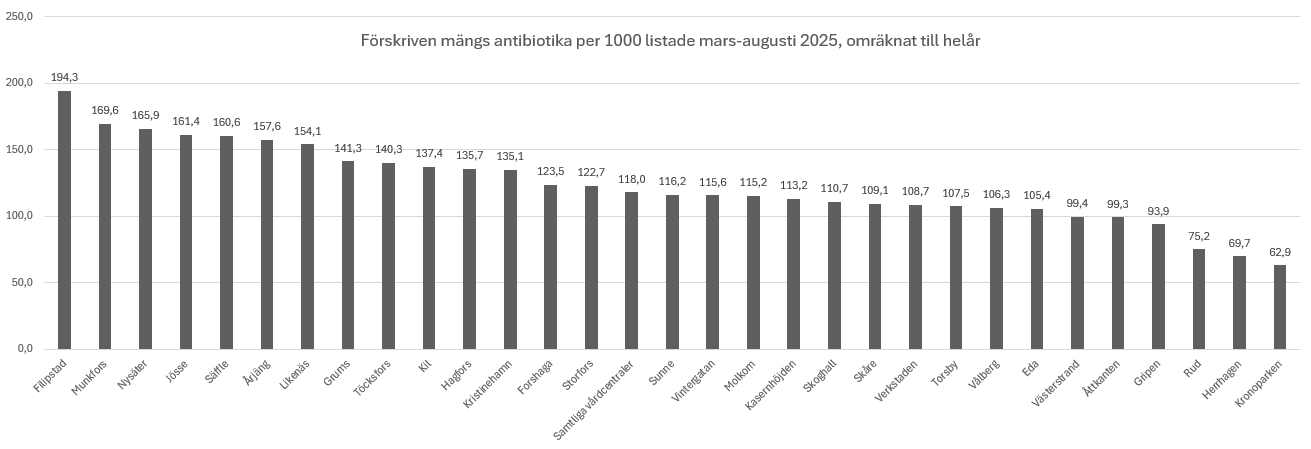 Förskriven mängs antibiotika per 1000 listade mars-augusti 2025, omräknat till helår
250,0
200,0
150,0
100,0
50,0
0,0
194,3
169,6
165,9
161,4
160,6
157,6
154,1
141,3
140,3
137,4
135,7
135,1
123,5
122,7
118,0
116,2
115,6
115,2
113,2
110,7
109,1
108,7
107,5
106,3
105,4
99,4
99,3
93,9
75,2
69,7
62,9
Filipstad
Munkfors
Nysäter
Jösse
Säffle
Årjäng
Likenäs
Grums
Töcksfors
Kil
Hagfors
Kristinehamn
Forshaga
Storfors
Samtliga vårdcentraler
Sunne
Vintergatan
Molkom
Kasernhöjden
Skoghall
Skåre
Verkstaden
Torsby
Vålberg
Eda
Västerstrand
Åttkanten
Gripen
Rud
Herrhagen
Kronoparken